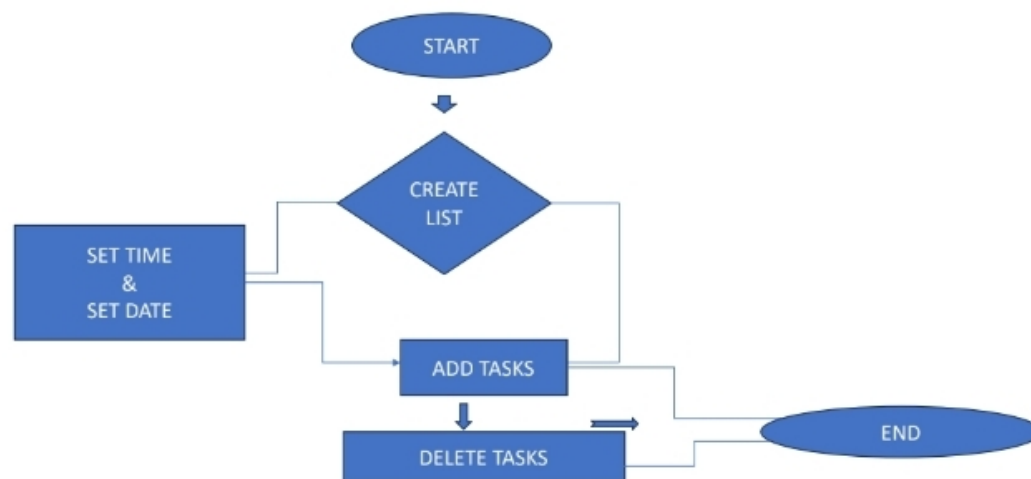 START
CREATE
LIST
SET TIME
&
SET DATE
ADD TASKS
DELETE TASKS
END